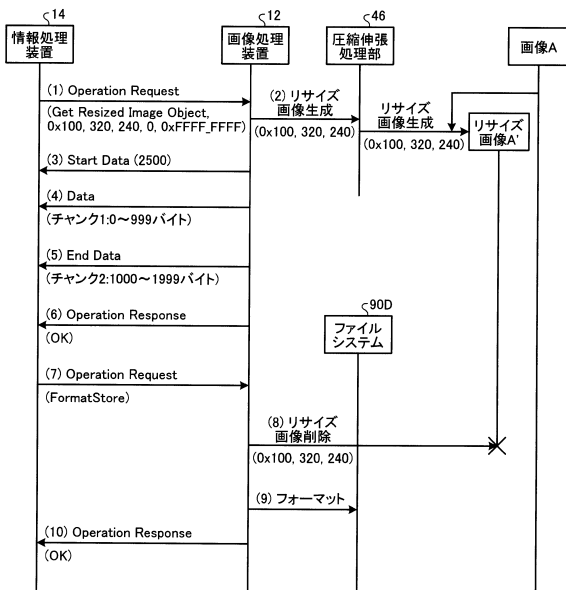 14
情報処理
装置
12
画像処理
装置
46
圧縮伸張
処理部
画像A
(1) Operation Request
(Get Resized Image Object,
0x100, 320, 240, 0, 0xFFFF_FFFF)
(2) リサイズ
画像生成
(0x100, 320, 240)
リサイズ
画像生成
(0x100, 320, 240)
リサイズ
画像A'
(3) Start Data (2500)
(4) Data
(チャンク1:0～999バイト)
(5) End Data
(チャンク2:1000～1999バイト)
(6) Operation Response
(OK)
90D
ファイル
システム
(7) Operation Request
(FormatStore)
(8) リサイズ
画像削除
(0x100, 320, 240)
(9) フォーマット
(10) Operation Response
(OK)